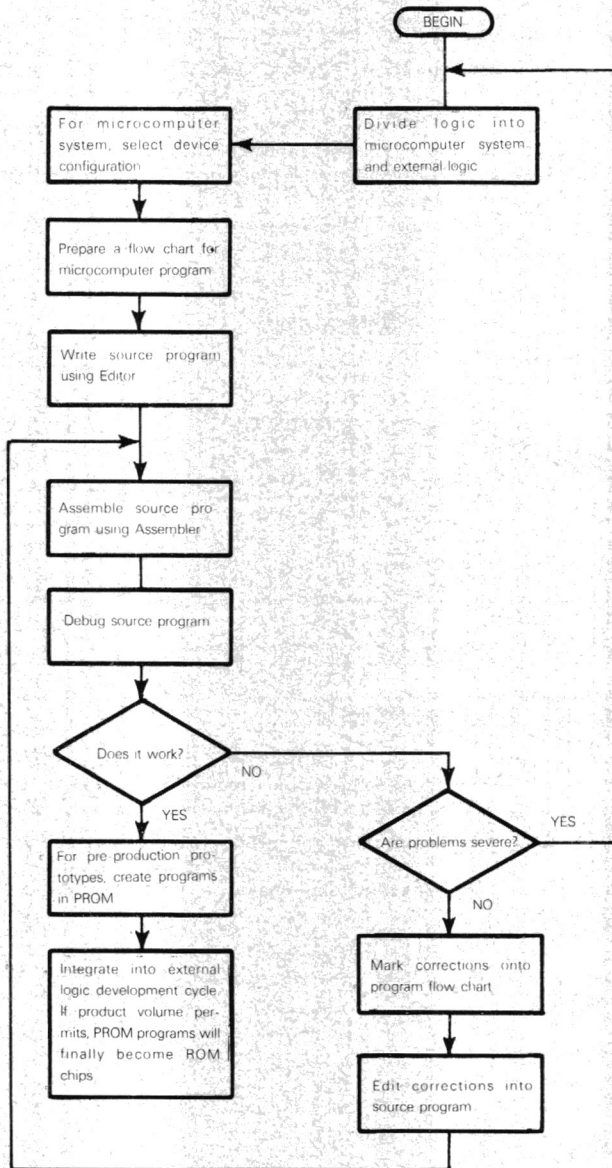 BEGIN
Divide logic into
microcomputer system
and external logic
For microcomputer
system, select device
configuration
Prepare a flow chart for
microcomputer program
Write source program
using Editor
Assemble source pro-
gram using Assembler
Debug source program
Does it work?
NO
YES
For pre-production pro-
totypes, create programs
in PROM
Integrate into external
logic development cycle.
If product volume per-
mits, PROM programs will
finally become ROM
chips
Are problems severe?
YES
NO
Mark corrections onto
program flow chart
Edit corrections into
source program